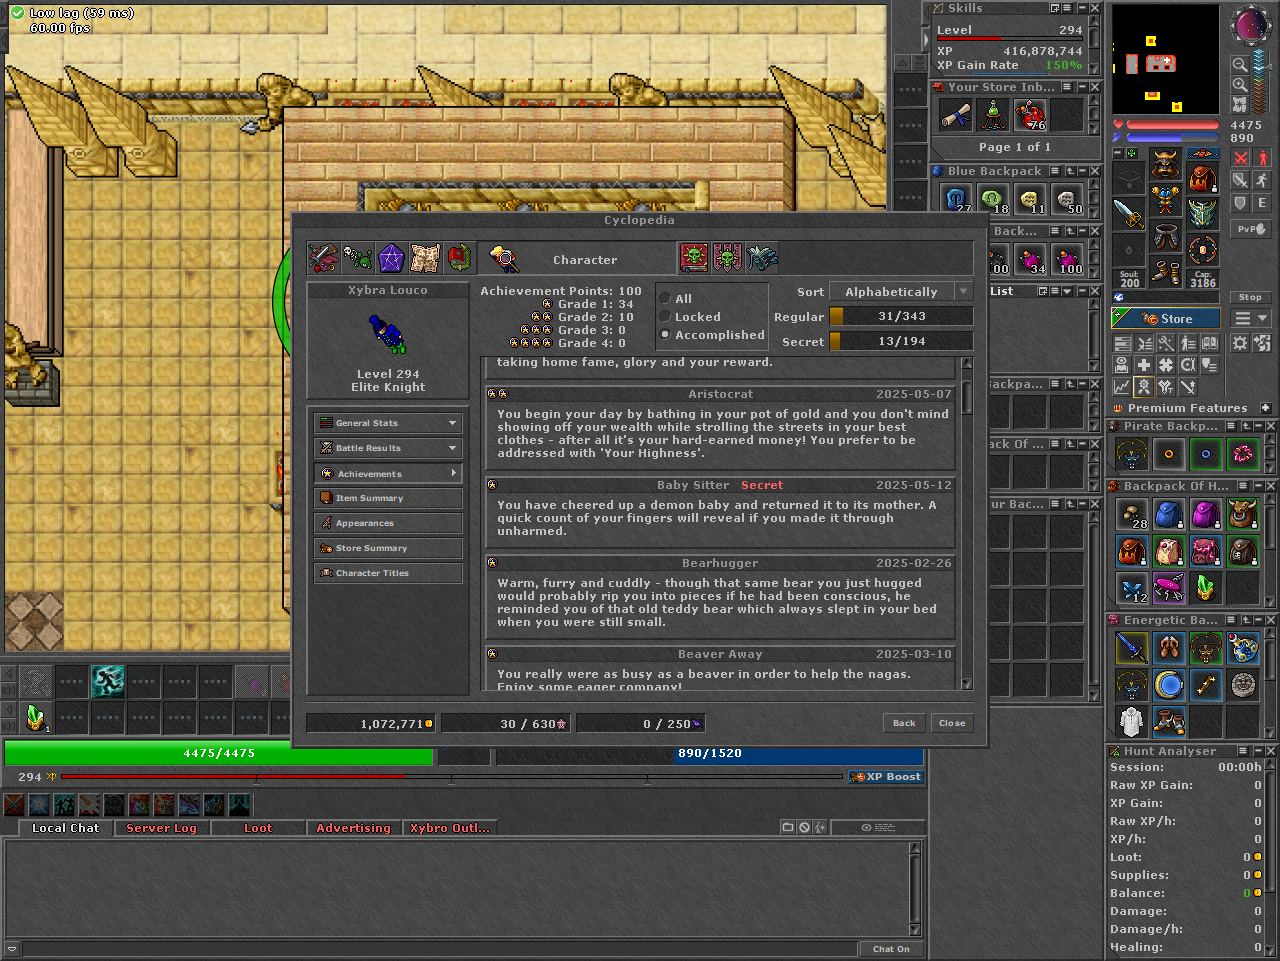 Low lag (59 ms)
60.00 fps
Skills
Level 294
XP 416,878,744
XP Gain Rate 150%
Your Store Inb...
76
Page 1 of 1
Blue Backpack
27 18 11 50
Back...
00 34 100
List
Backpa...
ack Of ...
ur Bac...
4475
890
Soul:
200
Cap:
3186
PvP
Stop
Store
Premium Features
Pirate Backp...
Backpack Of H...
28
12
Energetic Ba...
Hunt Analyser
Session: 00:00h
Raw XP Gain: 0
XP Gain: 0
Raw XP/h: 0
XP/h: 0
Loot: 0
Supplies: 0
Balance: 0
Damage: 0
Damage/h: 0
Healing: 0
Cyclopedia
Character
Xybra Louco
Level 294
Elite Knight
General Stats
Battle Results
Achievements
Item Summary
Appearances
Store Summary
Character Titles
Achievement Points: 100
Grade 1: 34
Grade 2: 10
Grade 3: 0
Grade 4: 0
All
Locked
Accomplished
Sort Alphabetically
Regular 31/343
Secret 13/194
taking home fame, glory and your reward.
Aristocrat 2025-05-07
You begin your day by bathing in your pot of gold and you don't mind
showing off your wealth while strolling the streets in your best
clothes - after all it's your hard-earned money! You prefer to be
addressed with 'Your Highness'.
Baby Sitter Secret 2025-05-12
You have cheered up a demon baby and returned it to its mother. A
quick count of your fingers will reveal if you made it through
unharmed.
Bearhugger 2025-02-26
Warm, furry and cuddly - though that same bear you just hugged
would probably rip you into pieces if he had been conscious, he
reminded you of that old teddy bear which always slept in your bed
when you were still small.
Beaver Away 2025-03-10
You really were as busy as a beaver in order to help the nagas.
Enjoy some eager company!
1,072,771
30 / 630
0 / 250
Back
Close
1
4475/4475
890/1520
294 XP
XP Boost
Local Chat
Server Log
Loot
Advertising
Xybro Outl...
Chat On